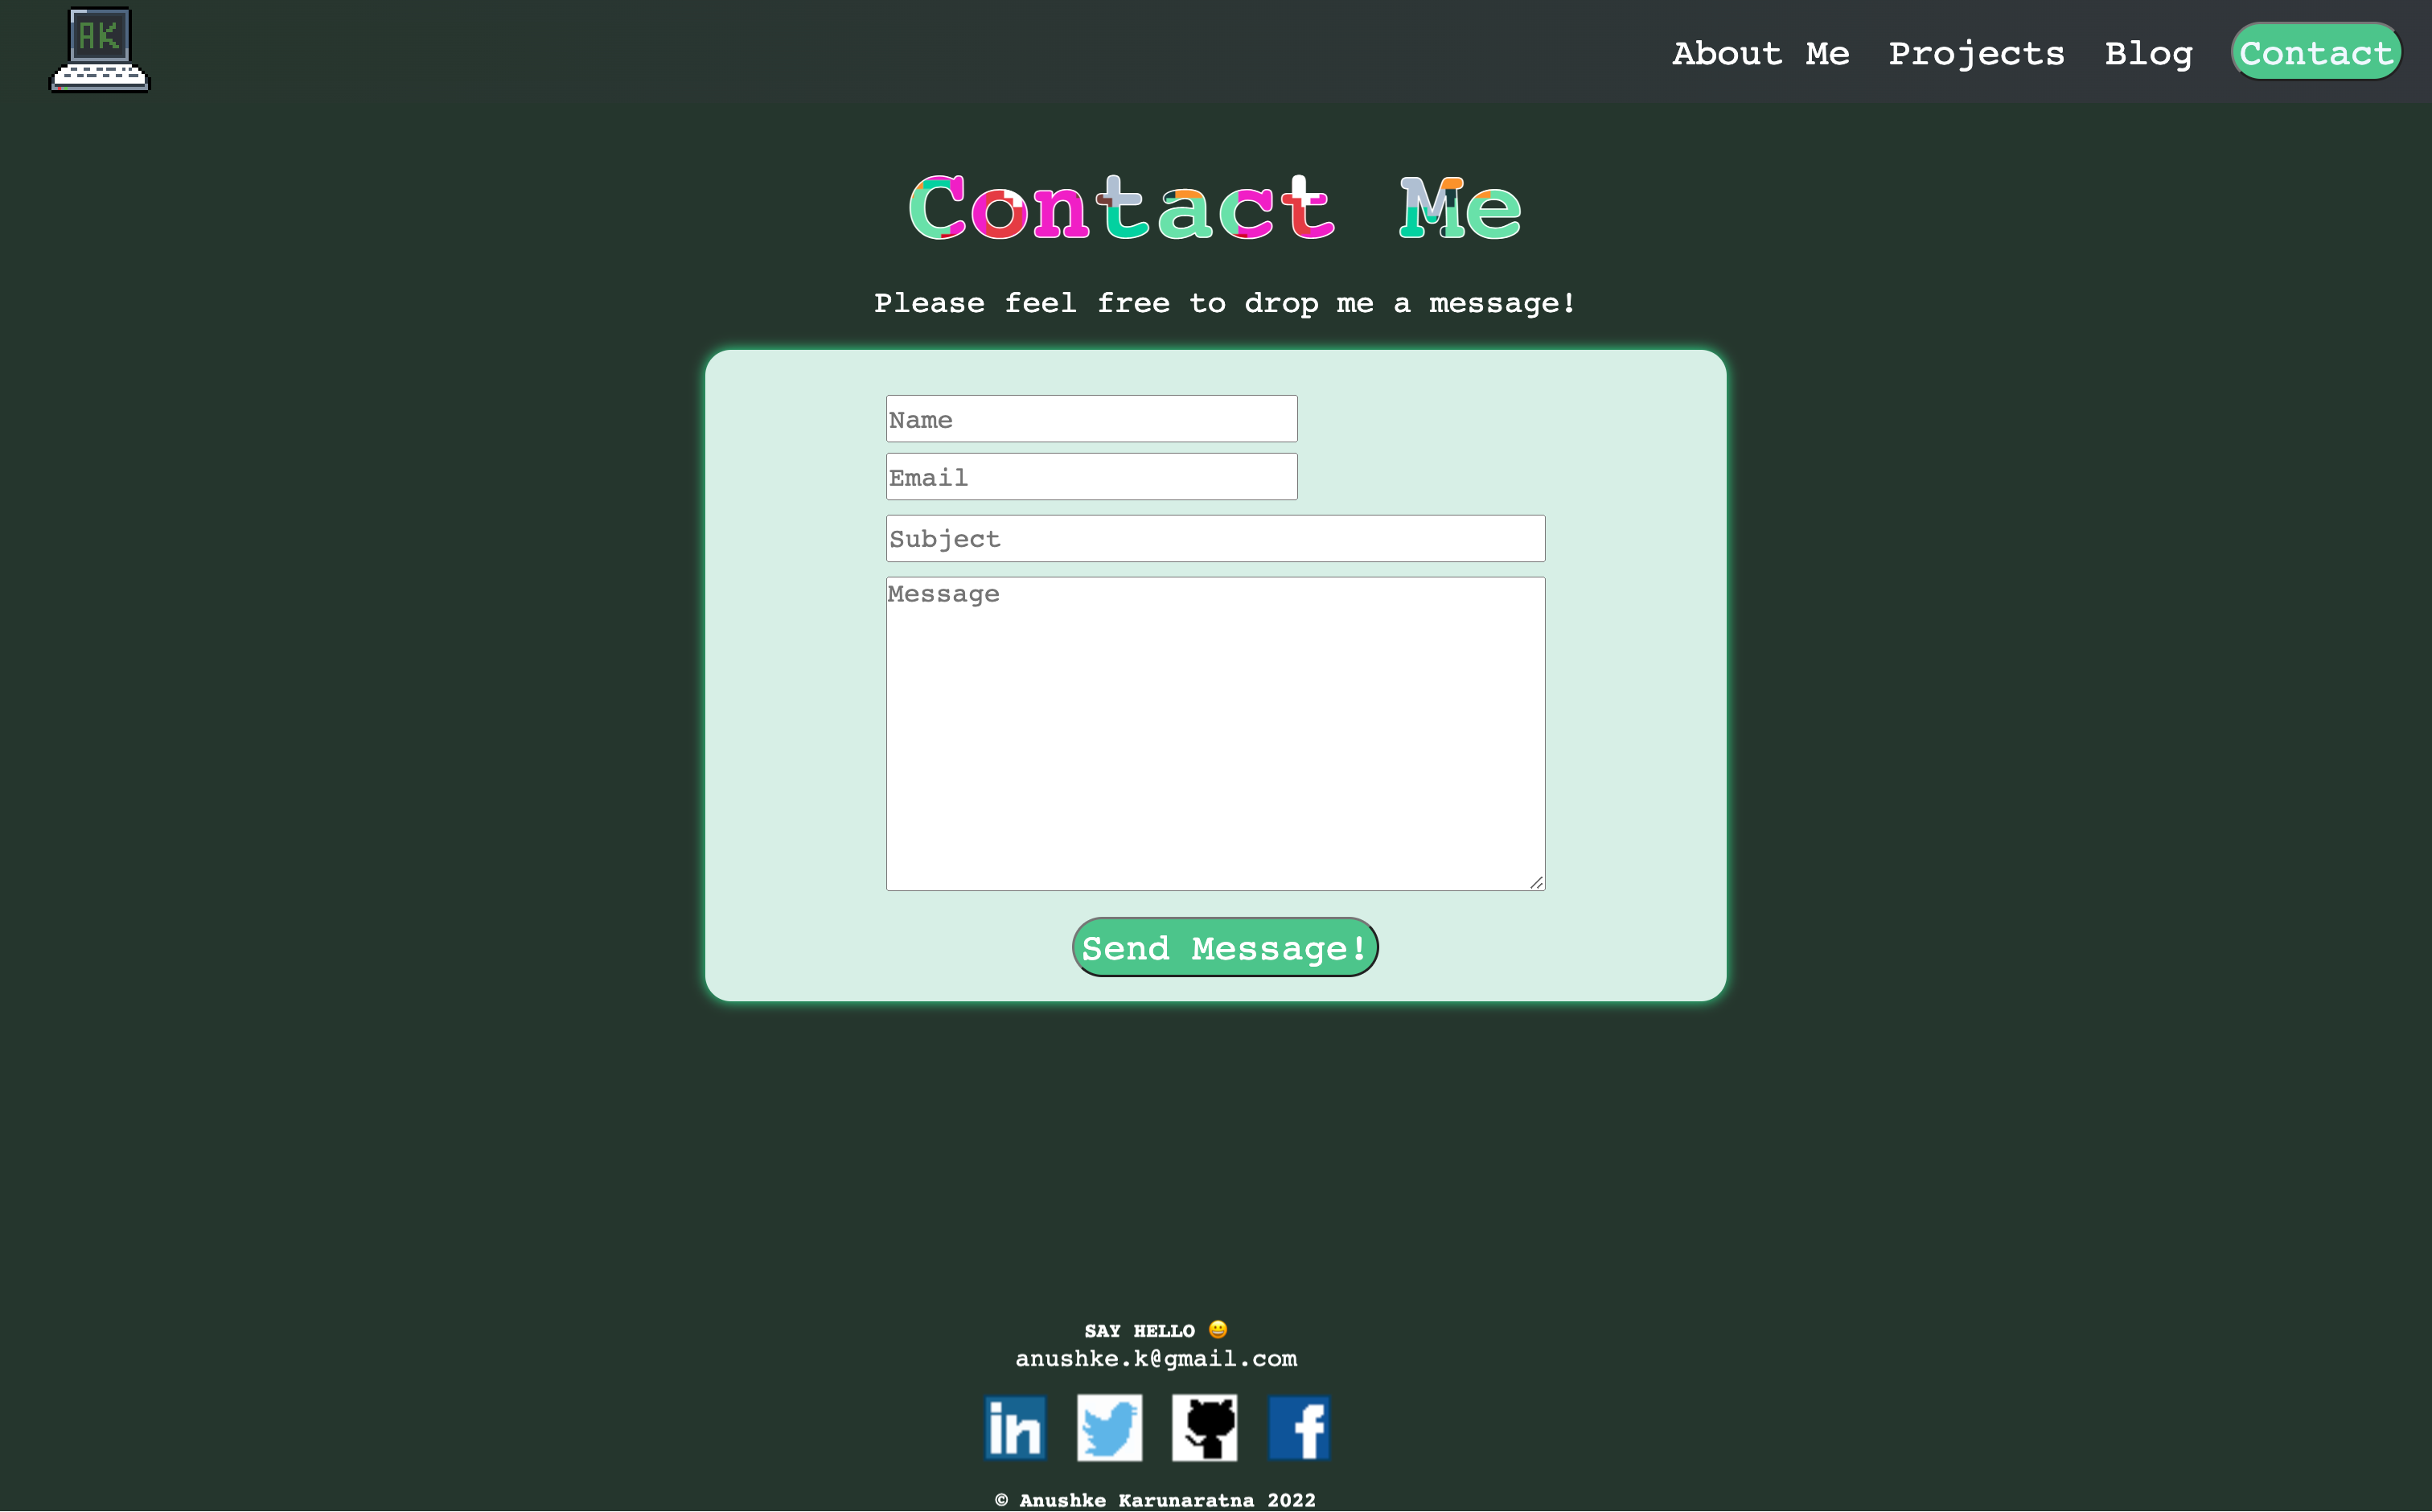 AK
About Me Projects Blog Contact
Contact Me
Please feel free to drop me a message!
Name
Email
Subject
Message
Send Message!
SAY HELLO 😀
anushke.k@gmail.com
in f
© Anushke Karunaratna 2022